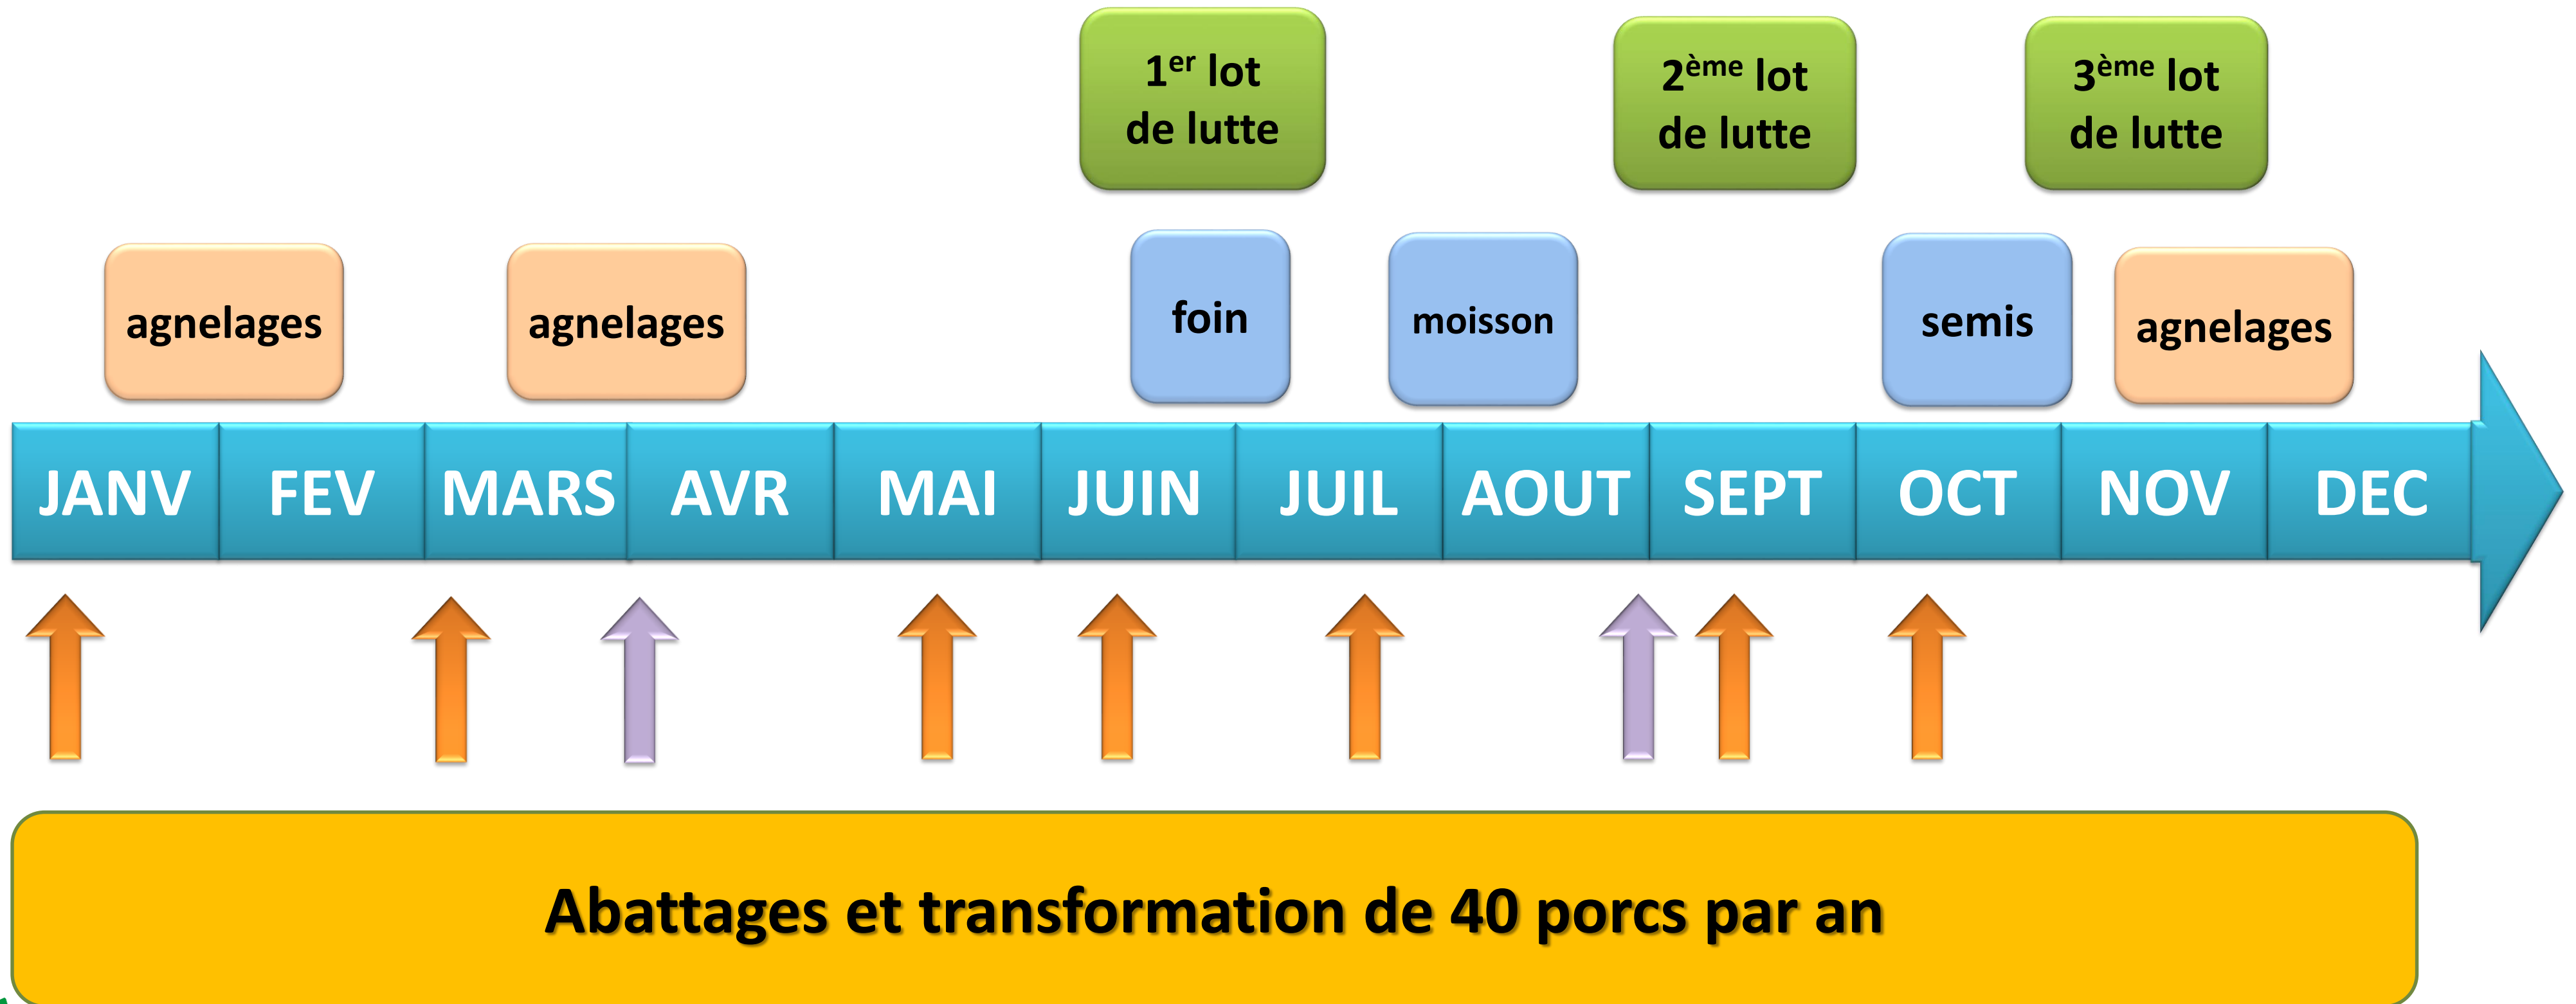 1er lot
de lutte
2ème lot
de lutte
3ème lot
de lutte
agnelages
agnelages
foin
moisson
semis
agnelages
JANV
FEV
MARS
AVR
MAI
JUIN
JUIL
AOUT
SEPT
OCT
NOV
DEC
Abattages et transformation de 40 porcs par an